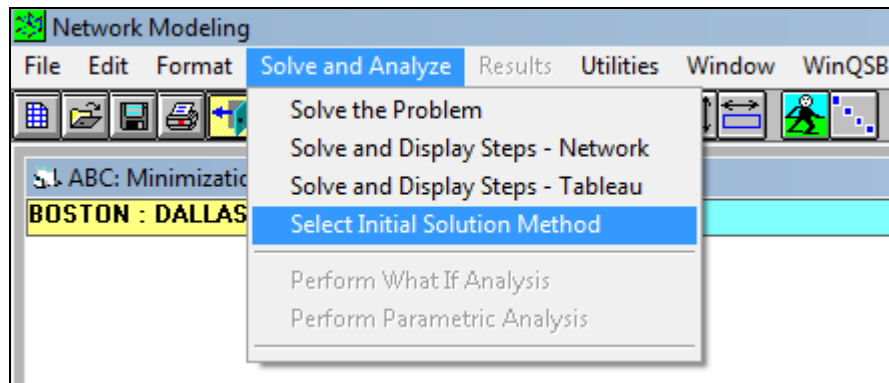 Network Modeling
File Edit Format Solve and Analyze Results Utilities Window WinQSB
Solve the Problem
Solve and Display Steps - Network
Solve and Display Steps - Tableau
Select Initial Solution Method
Perform What If Analysis
Perform Parametric Analysis
ABC:
BOSTON : DALLAS